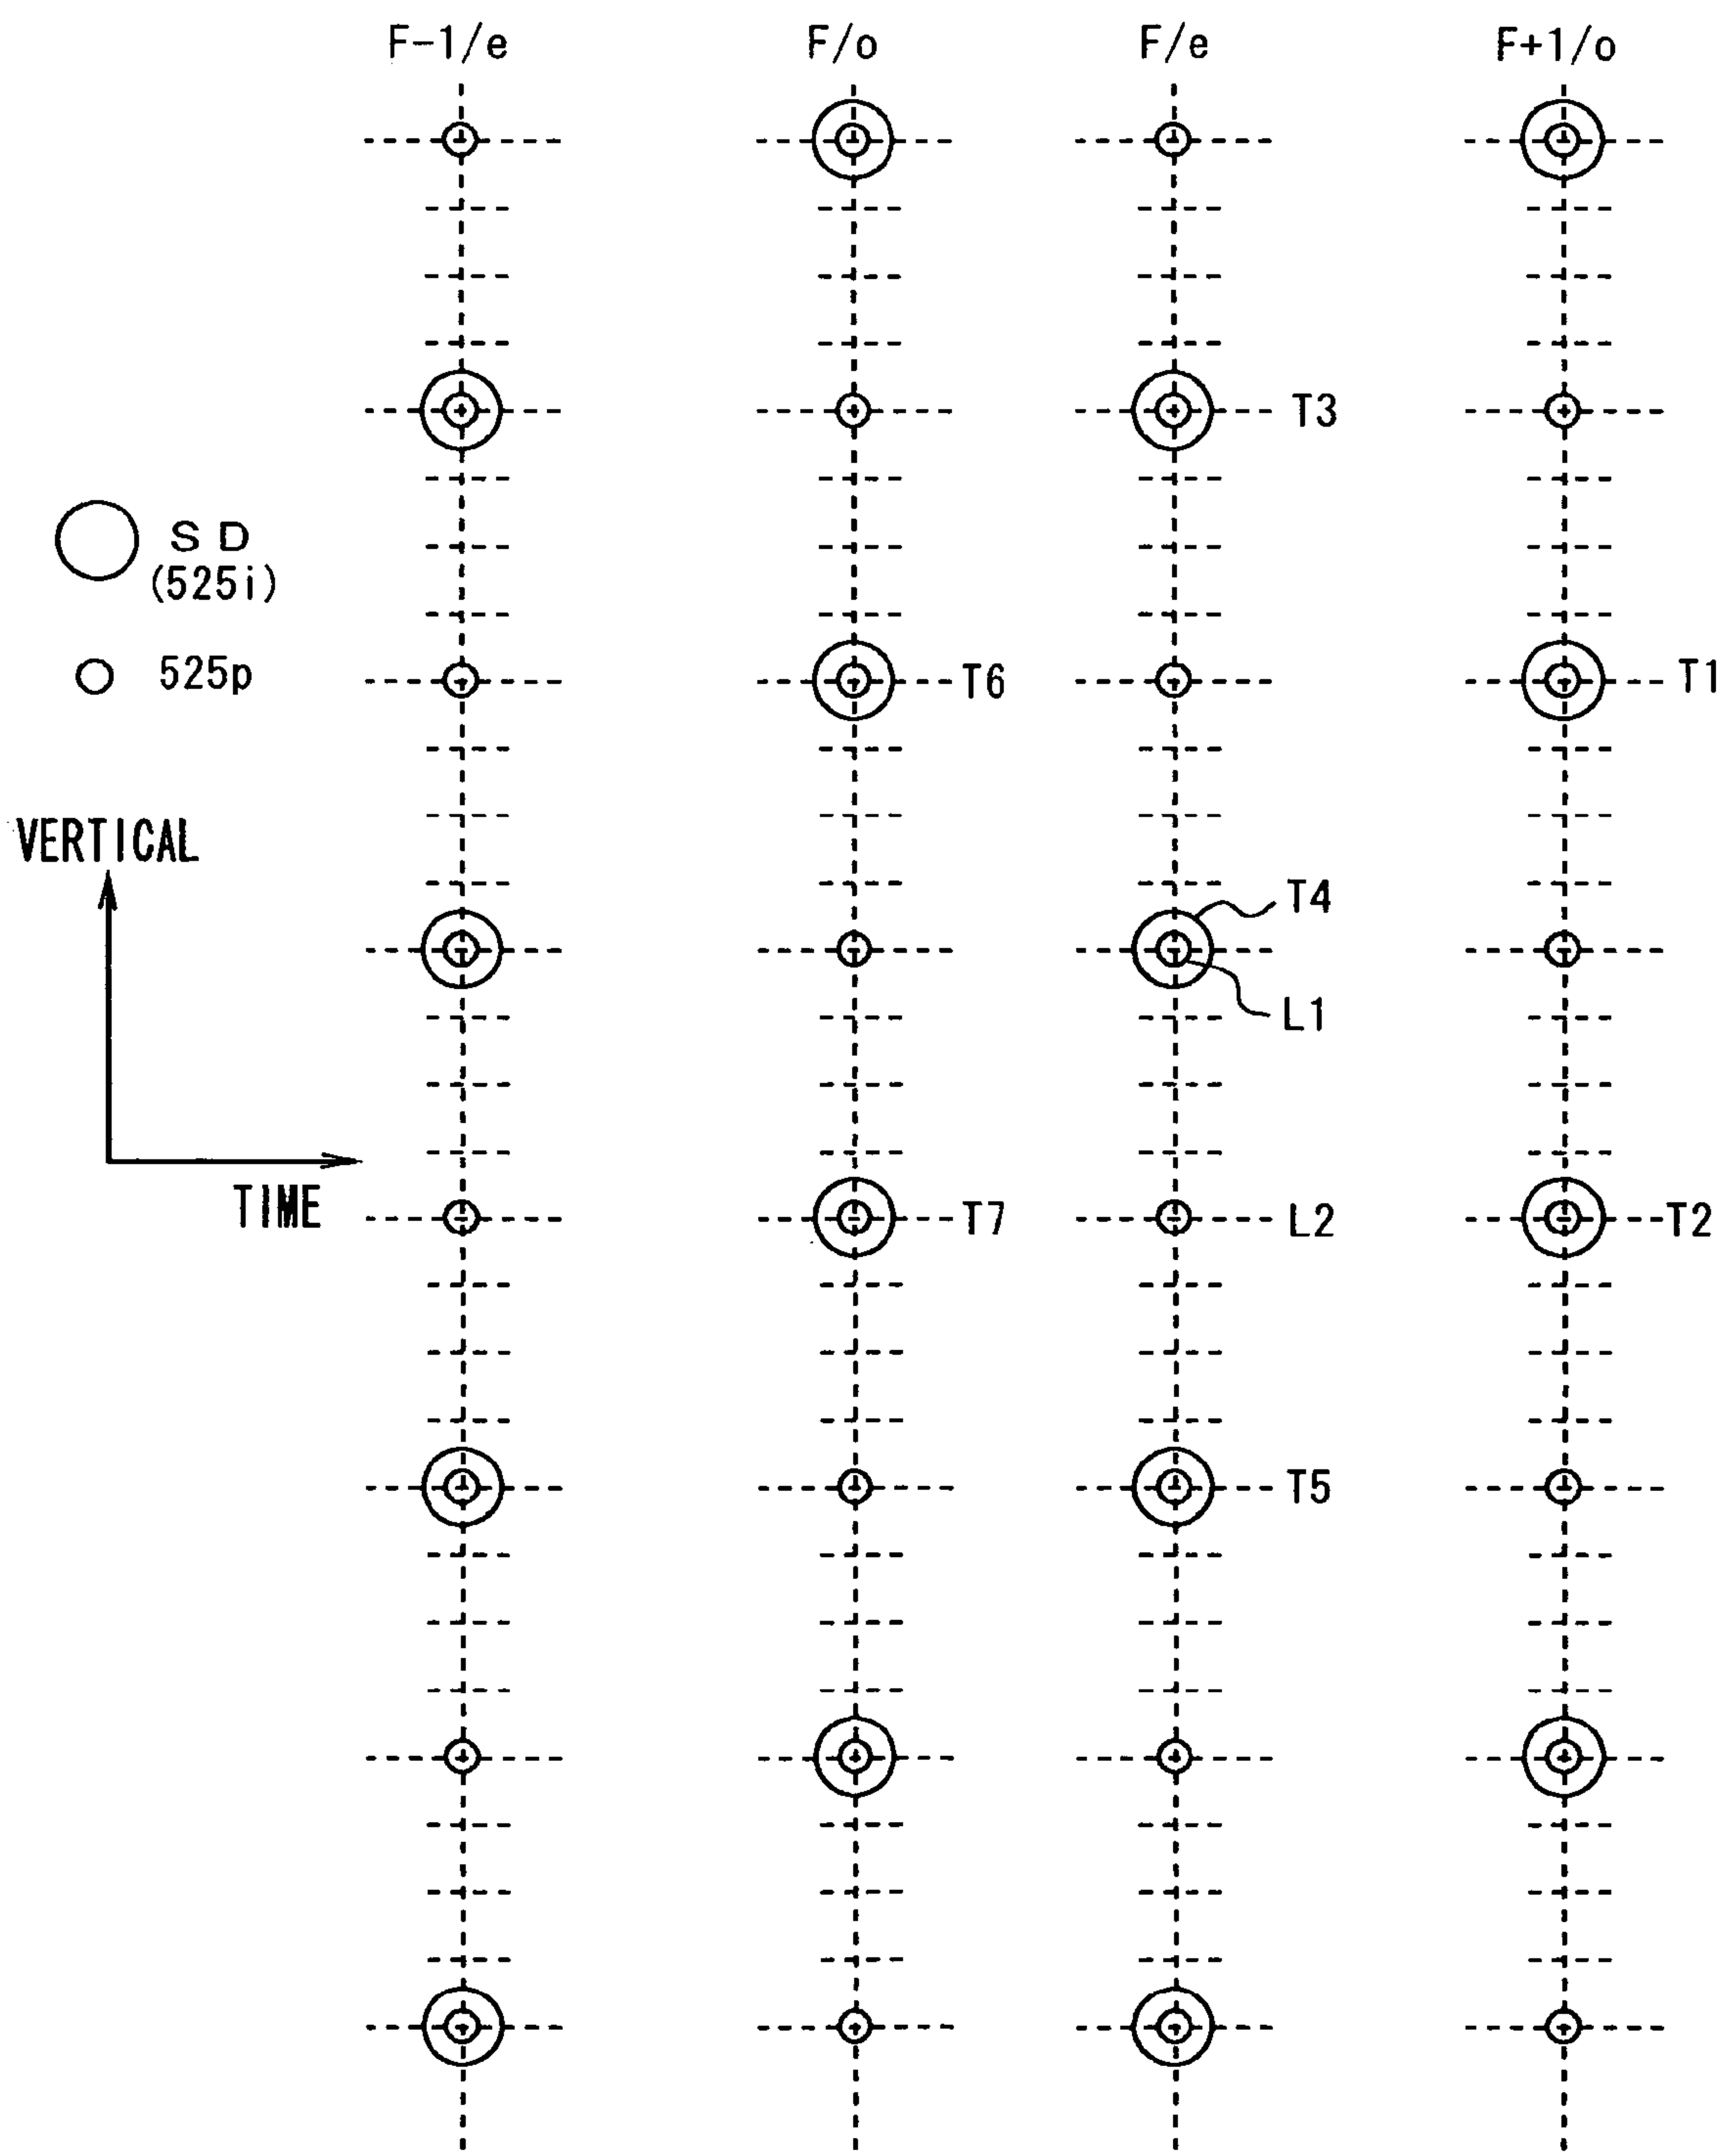 F-1/e F/o F/e F+1/o
T3
SD
(525i)
525p
T6 T1
VERTICAL
T4
L1
TIME
T7 L2 T2
T5